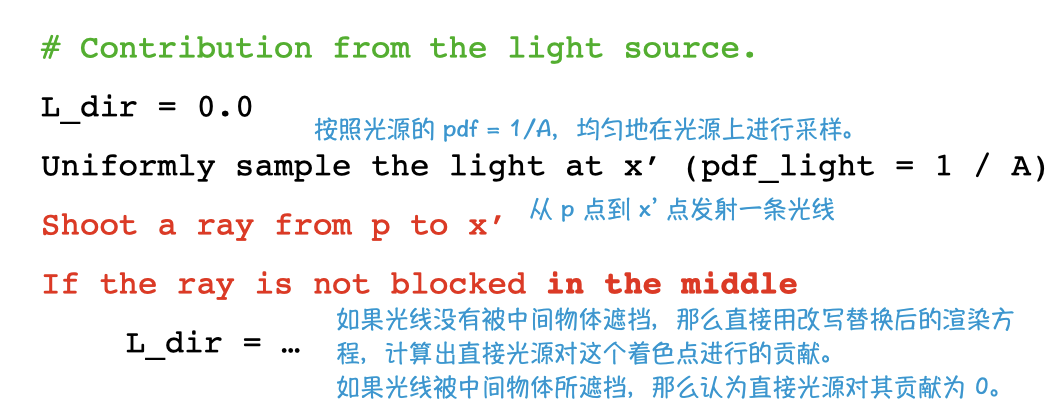 # Contribution from the light source.
L_dir = 0.0
按照光源的 pdf = 1/A，均匀地在光源上进行采样。
Uniformly sample the light at x′ (pdf_light = 1 / A)
Shoot a ray from p to x′
从 p 点到 x' 点发射一条光线
If the ray is not blocked in the middle
如果光线没有被中间物体遮挡，那么直接用改写替换后的渲染方
L_dir = …
程，计算出直接光源对这个着色点进行的贡献。
如果光线被中间物体所遮挡，那么认为直接光源对其贡献为 0。